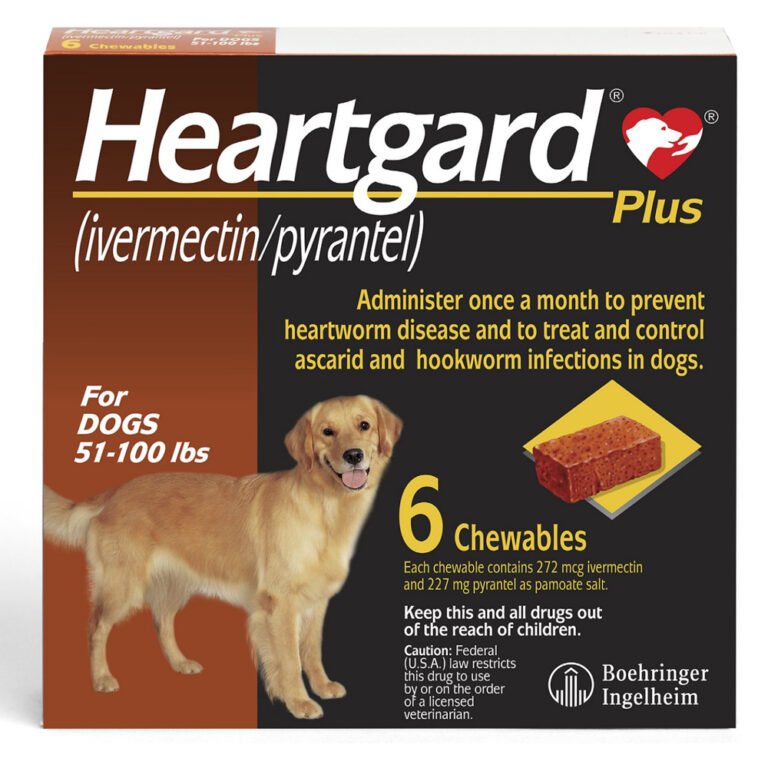 Heartgard Plus
(ivermectin/pyrantel)
6 Chewables
For DOGS
51-100 lbs
Heartgard®
®
Plus
(ivermectin/pyrantel)
Administer once a month to prevent
heartworm disease and to treat and control
ascarid and hookworm infections in dogs.
For
DOGS
51-100 lbs
6 Chewables
Each chewable contains 272 mcg ivermectin
and 227 mg pyrantel as pamoate salt.
Keep this and all drugs out
of the reach of children.
Caution: Federal
(U.S.A.) law restricts
this drug to use
by or on the order
of a licensed
veterinarian.
Boehringer
Ingelheim